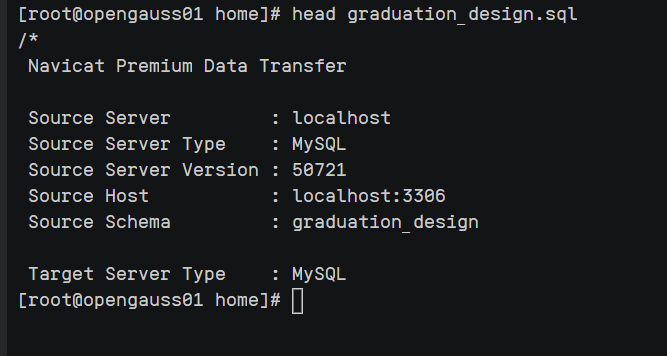 [root@opengauss01 home]# head graduation_design.sql
/*
 Navicat Premium Data Transfer

 Source Server         : localhost
 Source Server Type    : MySQL
 Source Server Version : 50721
 Source Host           : localhost:3306
 Source Schema         : graduation_design

 Target Server Type    : MySQL
[root@opengauss01 home]#